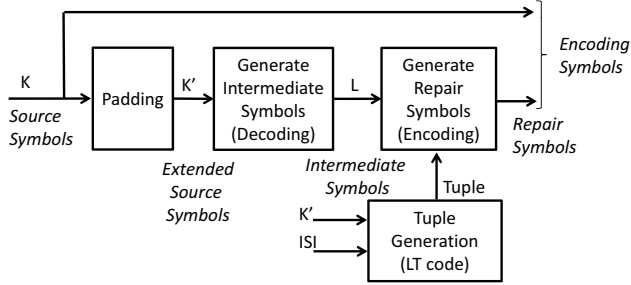 K
Source
Symbols
Padding
K’
Extended
Source
Symbols
Generate
Intermediate
Symbols
(Decoding)
L
Intermediate
Symbols
Generate
Repair
Symbols
(Encoding)
Encoding
Symbols
Repair
Symbols
Tuple
K’
ISI
Tuple
Generation
(LT code)